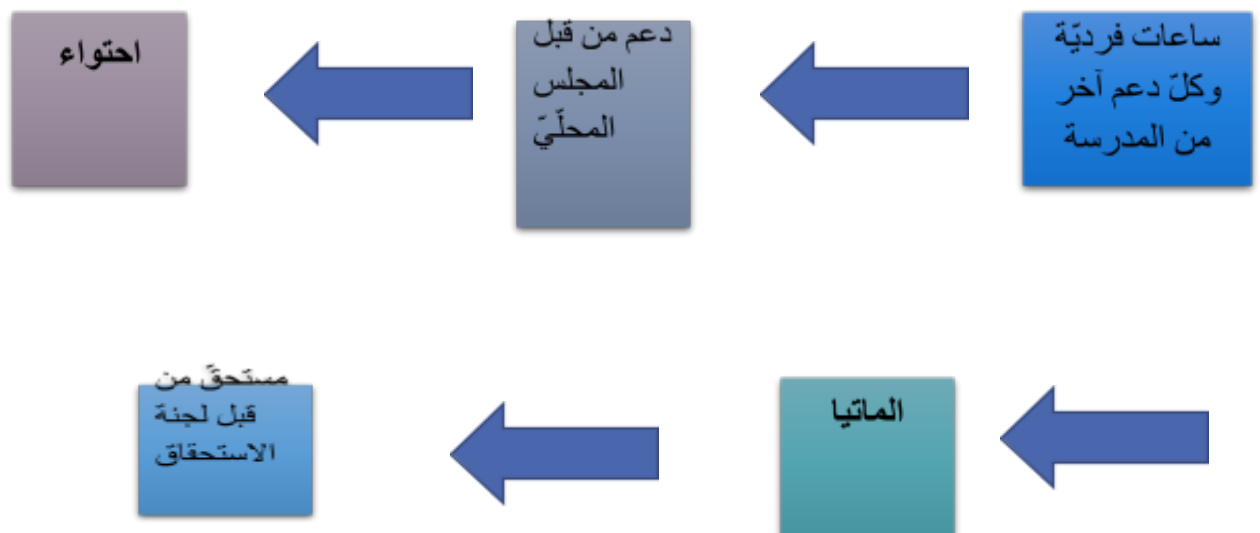 ساعات فرديّة
وكلّ دعم آخر
من المدرسة
دعم من قبل
المجلس
المحلّيّ
احتواء
الماتيا
مستحقّ من
قبل لجنة
الاستحقاق